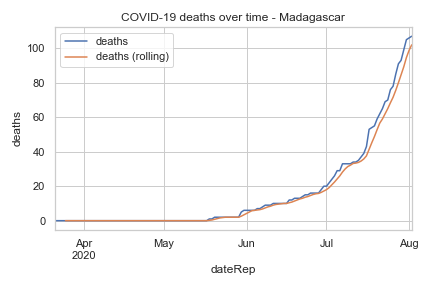 COVID-19 deaths over time - Madagascar
deaths
deaths (rolling)
100
80
60
40
20
0
deaths
Apr
2020
May
Jun
Jul
Aug
dateRep